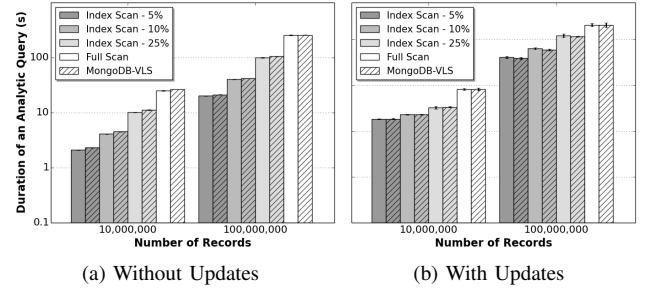 Duration of an Analytic Query (s)
100
10
1
0.1
Index Scan - 5%
Index Scan - 10%
Index Scan - 25%
Full Scan
MongoDB-VLS
10,000,000
100,000,000
Number of Records
(a) Without Updates
Index Scan - 5%
Index Scan - 10%
Index Scan - 25%
Full Scan
MongoDB-VLS
10,000,000
100,000,000
Number of Records
(b) With Updates